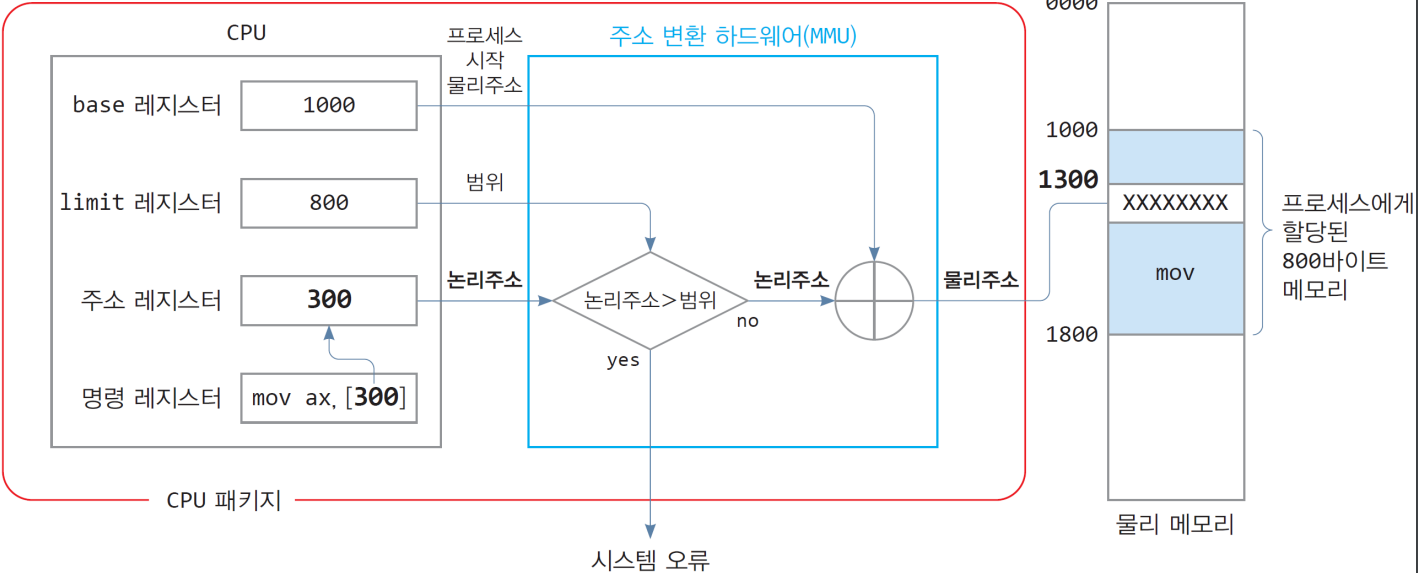 CPU
프로세스
시작
물리주소
주소 변환 하드웨어(MMU)
0000
base 레지스터
1000
1000
limit 레지스터
800
범위
1300
XXXXXXXX
프로세스에게
할당된
800바이트
메모리
주소 레지스터
300
논리주소
논리주소>범위
논리주소
물리주소
mov
no
yes
1800
명령 레지스터
mov ax, [300]
CPU 패키지
시스템 오류
물리 메모리